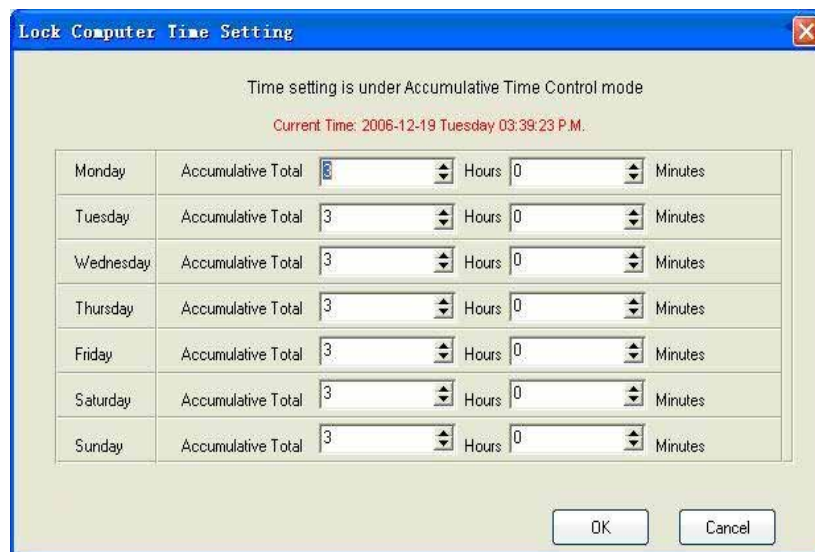 Lock Computer Time Setting
Time setting is under Accumulative Time Control mode
Current Time: 2006-12-19 Tuesday 03:39:23 P.M.
Monday Accumulative Total 3 Hours 0 Minutes
Tuesday Accumulative Total 3 Hours 0 Minutes
Wednesday Accumulative Total 3 Hours 0 Minutes
Thursday Accumulative Total 3 Hours 0 Minutes
Friday Accumulative Total 3 Hours 0 Minutes
Saturday Accumulative Total 3 Hours 0 Minutes
Sunday Accumulative Total 3 Hours 0 Minutes
OK Cancel